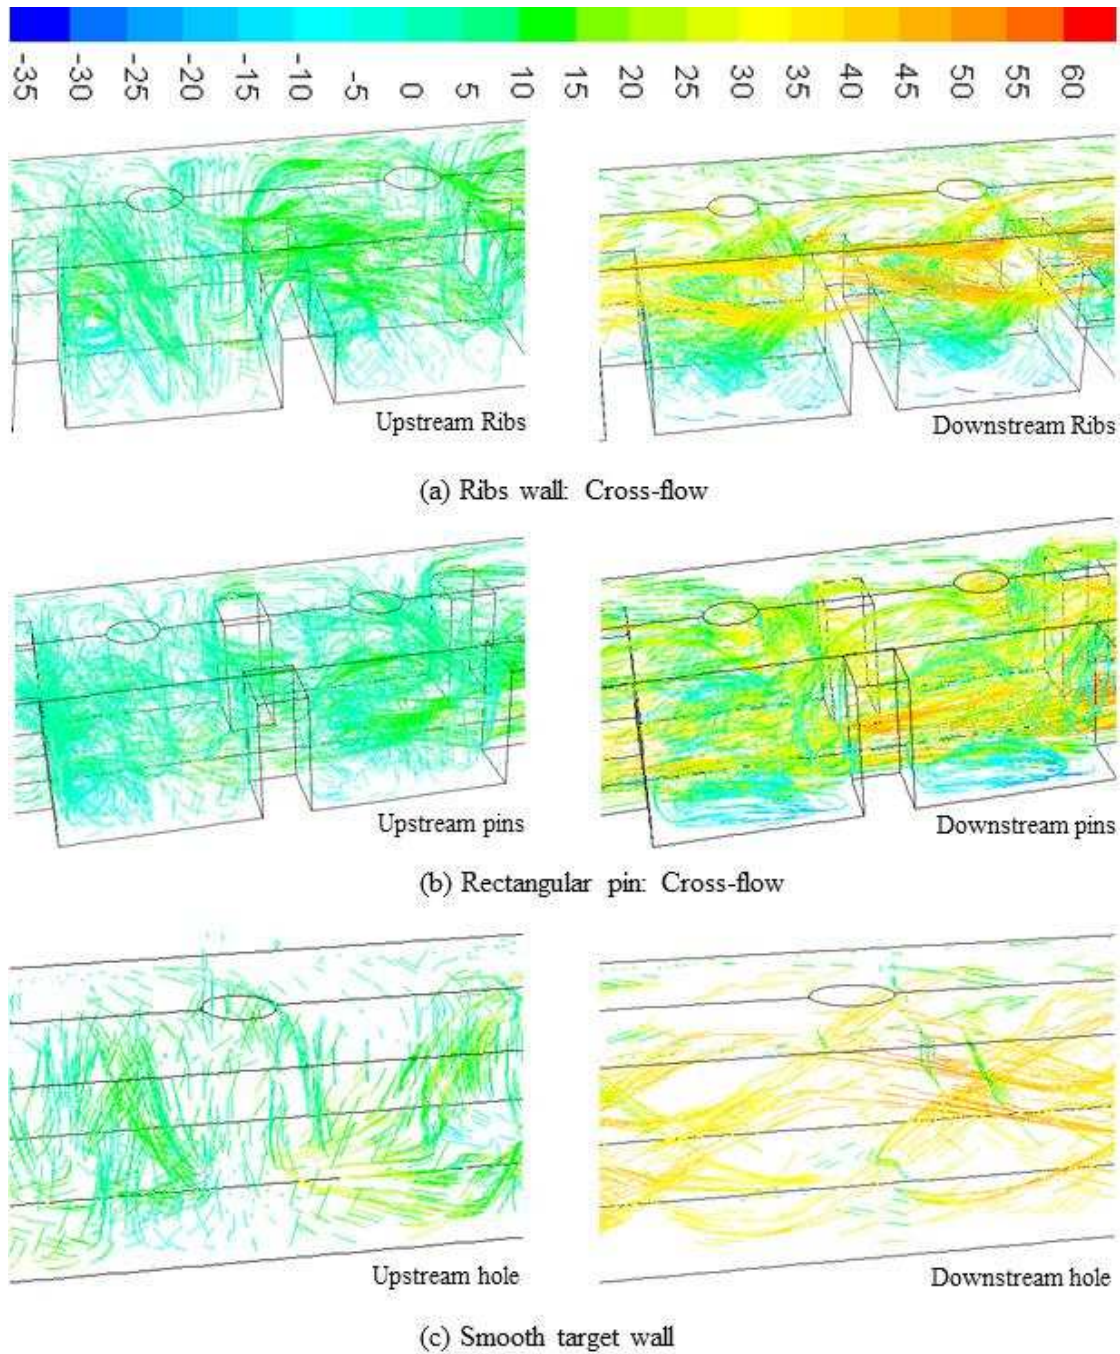 -35 -30 -25 -20 -15 -10 -5 0 5 10 15 20 25 30 35 40 45 50 55 60
Upstream Ribs
Downstream Ribs
(a) Ribs wall: Cross-flow
Upstream pins
Downstream pins
(b) Rectangular pin: Cross-flow
Upstream hole
Downstream hole
(c) Smooth target wall